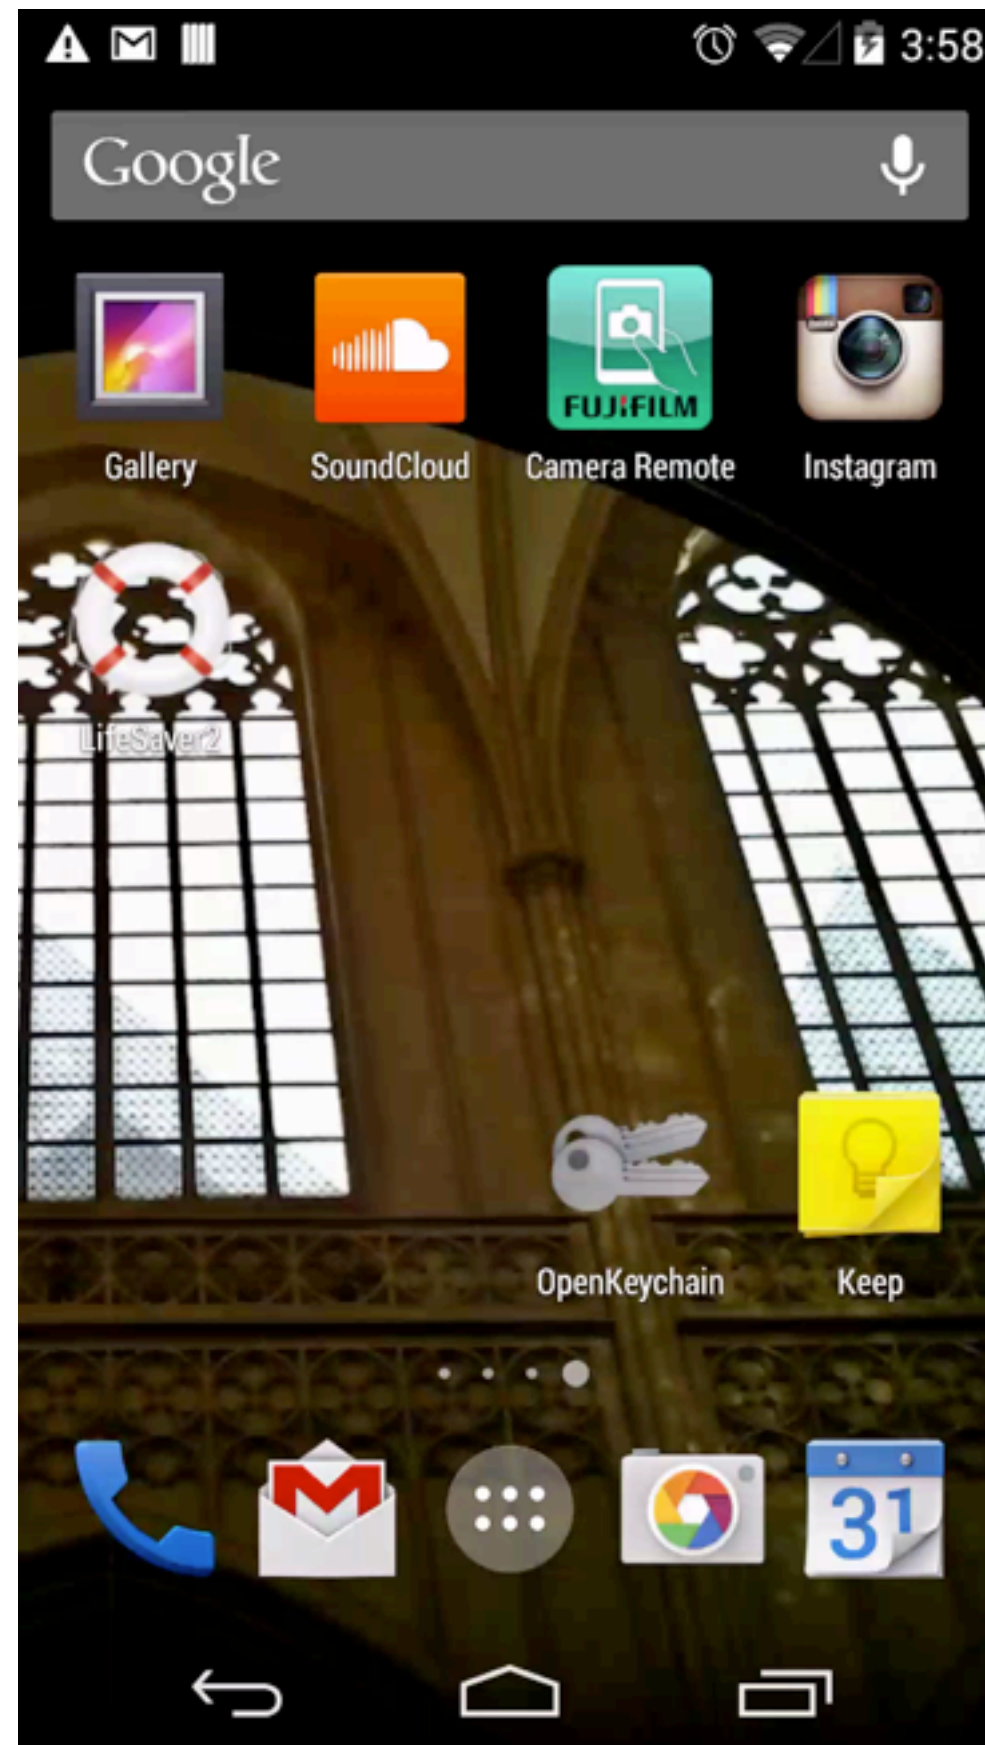 3:58
Google
FUJIFILM
Gallery SoundCloud Camera Remote Instagram
LifeSaver2
OpenKeychain Keep
31